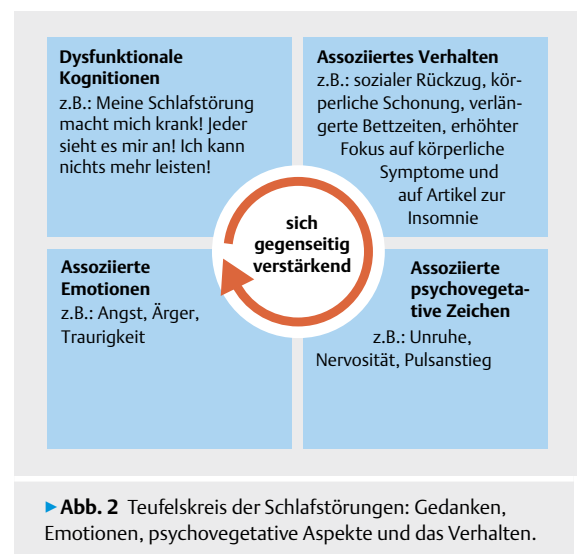 Dysfunktionale
Kognitionen
z.B.: Meine Schlafstörung
macht mich krank! Jeder
sieht es mir an! Ich kann
nichts mehr leisten!
Assoziiertes Verhalten
z.B.: sozialer Rückzug, kör-
perliche Schonung, verlän-
gerte Bettzeiten, erhöhter
Fokus auf körperliche
Symptome und
auf Artikel zur
Insomnie
sich
gegenseitig
verstärkend
Assoziierte
Emotionen
z.B.: Angst, Ärger,
Traurigkeit
Assoziierte
psychovegeta-
tive Zeichen
z.B.: Unruhe,
Nervosität, Pulsanstieg
►Abb. 2 Teufelskreis der Schlafstörungen: Gedanken,
Emotionen, psychovegetative Aspekte und das Verhalten.